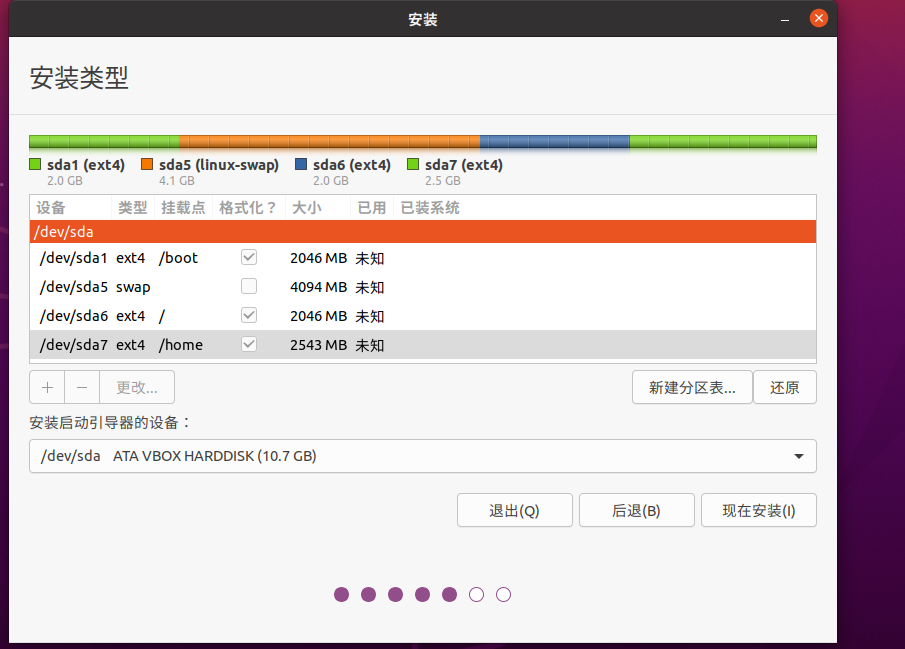 安装
安装类型
sda1 (ext4) sda5 (linux-swap) sda6 (ext4) sda7 (ext4)
2.0 GB 4.1 GB 2.0 GB 2.5 GB
设备 类型 挂载点 格式化？ 大小 已用 已装系统
/dev/sda
/dev/sda1 ext4 /boot 2046 MB 未知
/dev/sda5 swap 4094 MB 未知
/dev/sda6 ext4 / 2046 MB 未知
/dev/sda7 ext4 /home 2543 MB 未知
+ − 更改... 新建分区表... 还原
安装启动引导器的设备：
/dev/sda ATA VBOX HARDDISK (10.7 GB)
退出(Q) 后退(B) 现在安装(I)